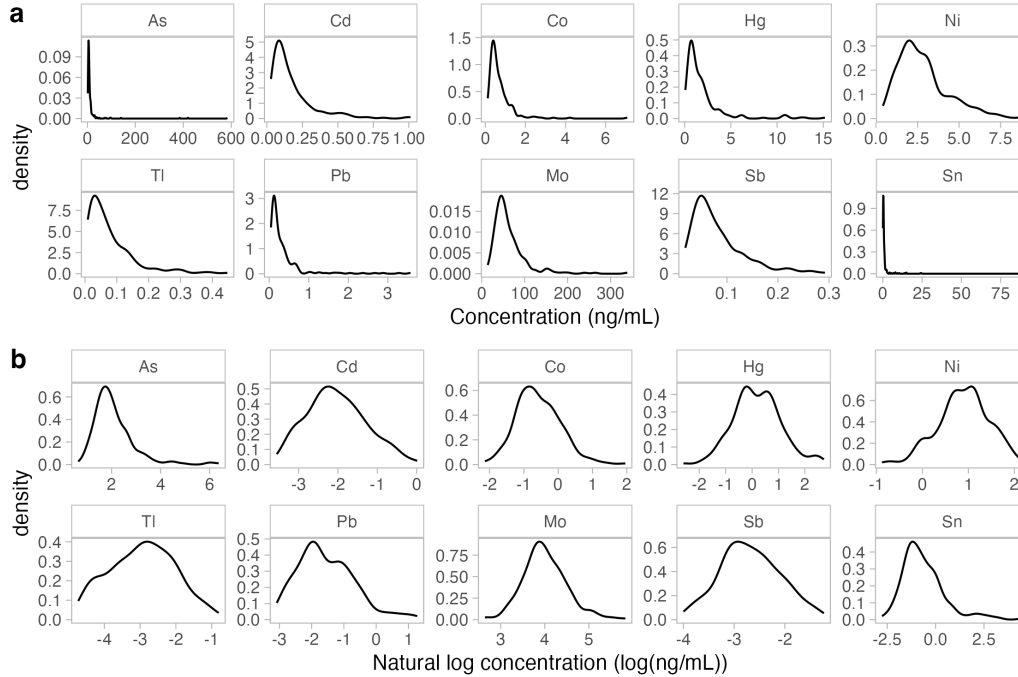 a
As Cd Co Hg Ni
0.09 0.06 0.03 0.00
5 4 3 2 1 0
1.5 1.0 0.5 0.0
0.5 0.4 0.3 0.2 0.1 0.0
0.3 0.2 0.1 0.0
0 200 400 600
0.00 0.25 0.50 0.75 1.00
0 2 4 6
0 5 10 15
0.0 2.5 5.0 7.5
density
Tl Pb Mo Sb Sn
7.5 5.0 2.5 0.0
3 2 1 0
0.015 0.010 0.005 0.000
12 9 6 3 0
0.9 0.6 0.3 0.0
0.0 0.1 0.2 0.3 0.4
0 1 2 3
0 100 200 300
0.1 0.2 0.3
0 25 50 75
Concentration (ng/mL)
b
As Cd Co Hg Ni
0.6 0.4 0.2 0.0
0.5 0.4 0.3 0.2 0.1 0.0
0.6 0.4 0.2 0.0
0.4 0.3 0.2 0.1 0.0
0.6 0.4 0.2 0.0
2 4 6
-3 -2 -1 0
-2 -1 0 1 2
-2 -1 0 1 2
-1 0 1 2
density
Tl Pb Mo Sb Sn
0.4 0.3 0.2 0.1 0.0
0.5 0.4 0.3 0.2 0.1 0.0
0.75 0.50 0.25 0.00
0.6 0.4 0.2 0.0
0.4 0.3 0.2 0.1 0.0
-4 -3 -2 -1
-3 -2 -1 0 1
3 4 5
-4 -3 -2
-2.5 0.0 2.5
Natural log concentration (log(ng/mL))